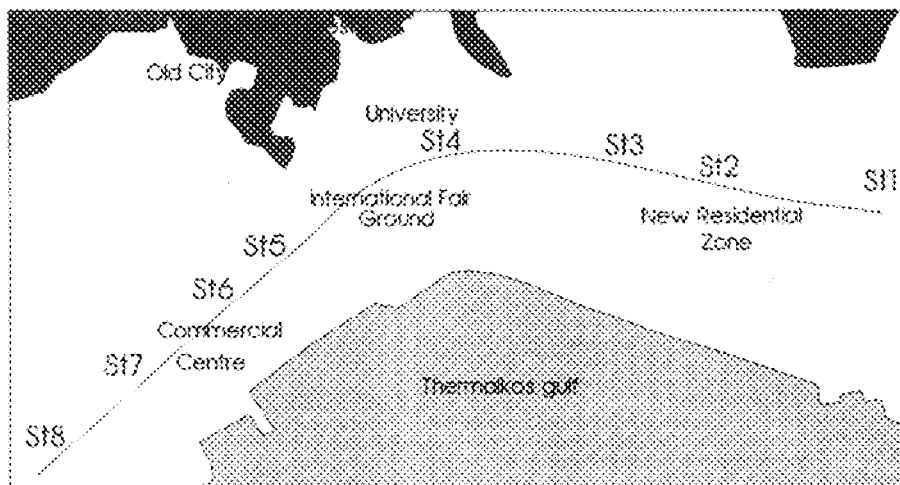 Old City
University
St4
St3
St2
St1
International Fair
Ground
New Residential
Zone
St5
St6
Commercial
Centre
St7
Thermaikos gulf
St8